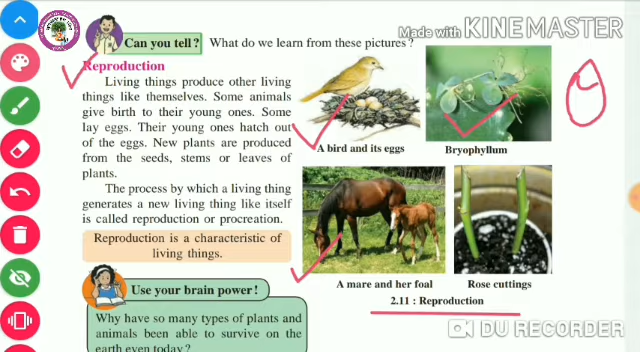 Can you tell?
What do we learn from these pictures?
Made with KINEMASTER
Reproduction
Living things produce other living
things like themselves. Some animals
give birth to their young ones. Some
lay eggs. Their young ones hatch out
of the eggs. New plants are produced
from the seeds, stems or leaves of
plants.
The process by which a living thing
generates a new living thing like itself
is called reproduction or procreation.
Reproduction is a characteristic of
living things.
Use your brain power!
Why have so many types of plants and
animals been able to survive on the
earth even today?
A bird and its eggs
Bryophyllum
A mare and her foal
Rose cuttings
2.11 : Reproduction
DU RECORDER